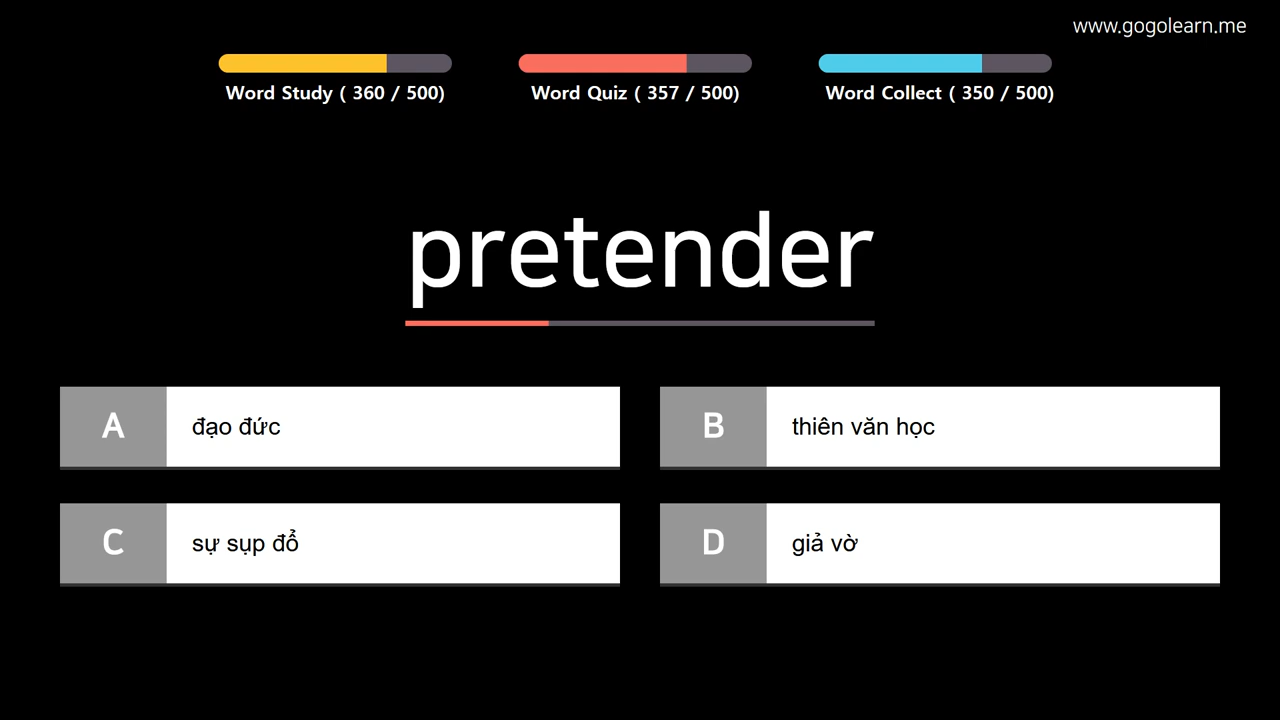 www.gogolearn.me
Word Study ( 360 / 500)
Word Quiz ( 357 / 500)
Word Collect ( 350 / 500)
pretender
A đạo đức
B thiên văn học
C sự sụp đổ
D giả vờ